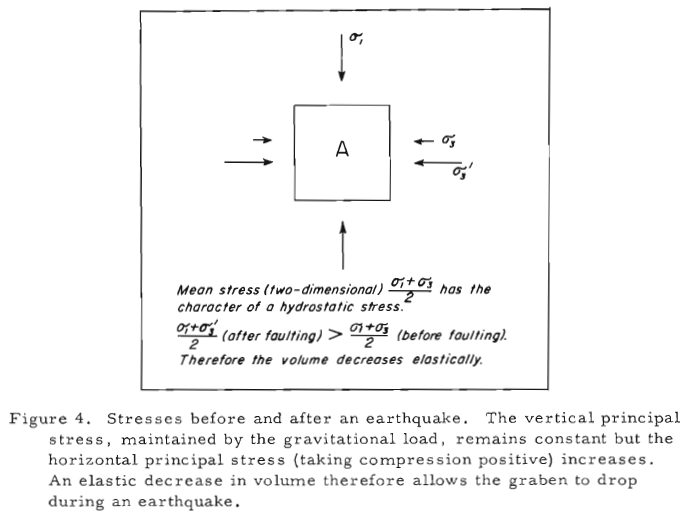 σ₁
A
σ₃
σ₃'
Mean stress (two-dimensional) (σ₁+σ₃)/2 has the
character of a hydrostatic stress.
(σ₁+σ₃')/2 (after faulting) > (σ₁+σ₃)/2 (before faulting).
Therefore the volume decreases elastically.
Figure 4. Stresses before and after an earthquake. The vertical principal
stress, maintained by the gravitational load, remains constant but the
horizontal principal stress (taking compression positive) increases.
An elastic decrease in volume therefore allows the graben to drop
during an earthquake.